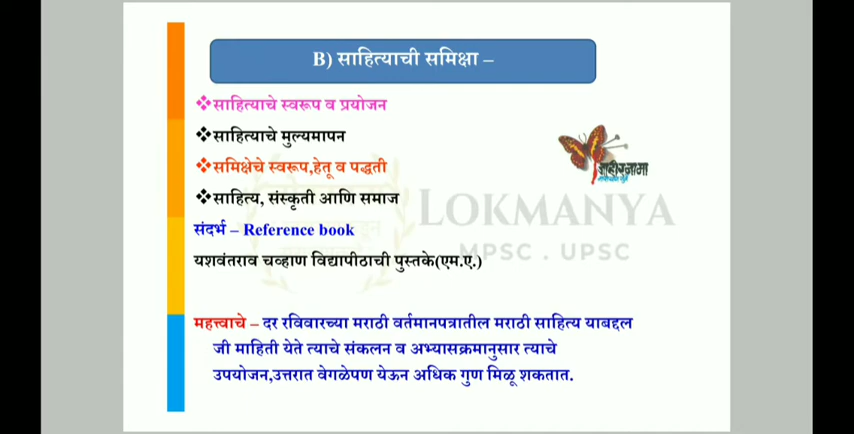 B) साहित्याची समिक्षा –
❖साहित्याचे स्वरूप व प्रयोजन
❖साहित्याचे मुल्यमापन
❖समिक्षेचे स्वरूप,हेतू व पद्धती
❖साहित्य, संस्कृती आणि समाज
संदर्भ – Reference book
यशवंतराव चव्हाण विद्यापीठाची पुस्तके(एम.ए.)
महत्त्वाचे – दर रविवारच्या मराठी वर्तमानपत्रातील मराठी साहित्य याबद्दल
जी माहिती येते त्याचे संकलन व अभ्यासक्रमानुसार त्याचे
उपयोजन,उत्तरात वेगळेपण येऊन अधिक गुण मिळू शकतात.
जाहीरनामा
LOKMANYA
MPSC . UPSC